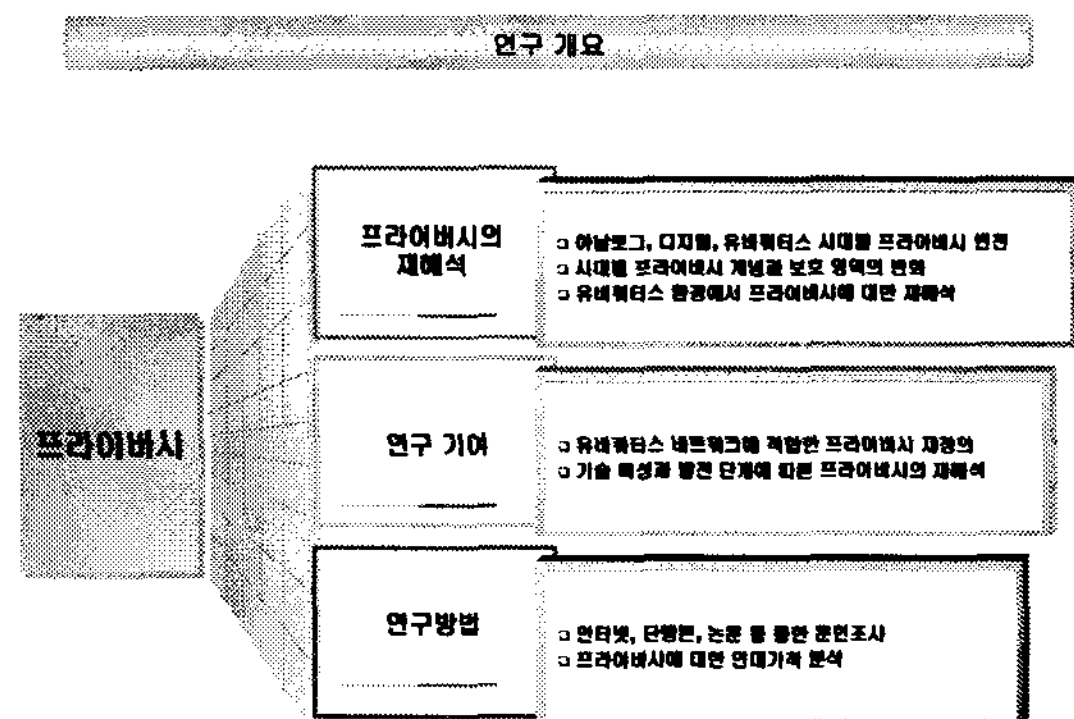 연구 개요
프라이버시
프라이버시의
재해석
□ 아날로그, 디지털, 유비쿼터스 시대별 프라이버시 변천
□ 시대별 프라이버시 개념과 보호 영역의 변화
□ 유비쿼터스 환경에서 프라이버시에 대한 재해석
연구 기여
□ 유비쿼터스 네트워크에 적합한 프라이버시 재정의
□ 기술 특성과 발전 단계에 따른 프라이버시의 재해석
연구방법
□ 인터넷, 단행본, 논문 등 통한 문헌조사
□ 프라이버시에 대한 분석